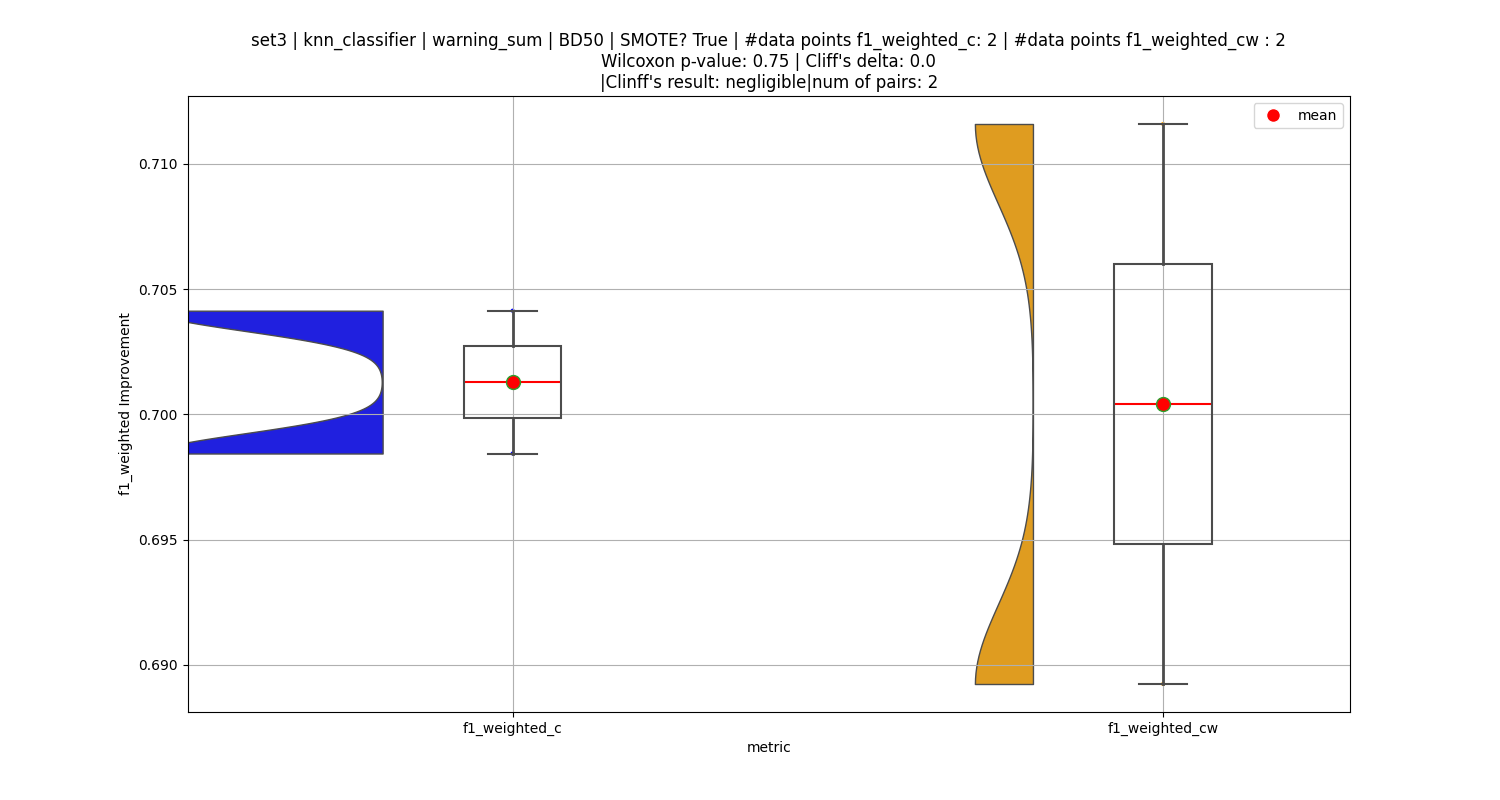 set3 | knn_classifier | warning_sum | BD50 | SMOTE? True | #data points f1_weighted_c: 2 | #data points f1_weighted_cw : 2
Wilcoxon p-value: 0.75 | Cliff's delta: 0.0
|Clinff's result: negligible|num of pairs: 2
mean
0.710
0.705
0.700
0.695
0.690
f1_weighted Improvement
f1_weighted_c
f1_weighted_cw
metric